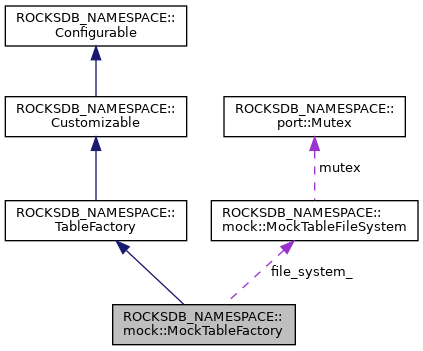 ROCKSDB_NAMESPACE::
Configurable
ROCKSDB_NAMESPACE::
Customizable
ROCKSDB_NAMESPACE::
port::Mutex
mutex
ROCKSDB_NAMESPACE::
TableFactory
ROCKSDB_NAMESPACE::
mock::MockTableFileSystem
file_system_
ROCKSDB_NAMESPACE::
mock::MockTableFactory